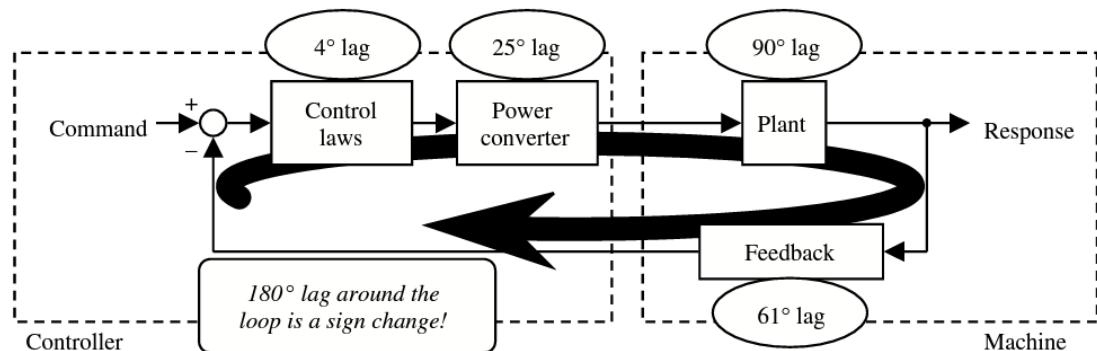 4° lag
25° lag
90° lag
Command
+
−
Control
laws
Power
converter
Plant
Response
Feedback
180° lag around the
loop is a sign change!
61° lag
Controller
Machine